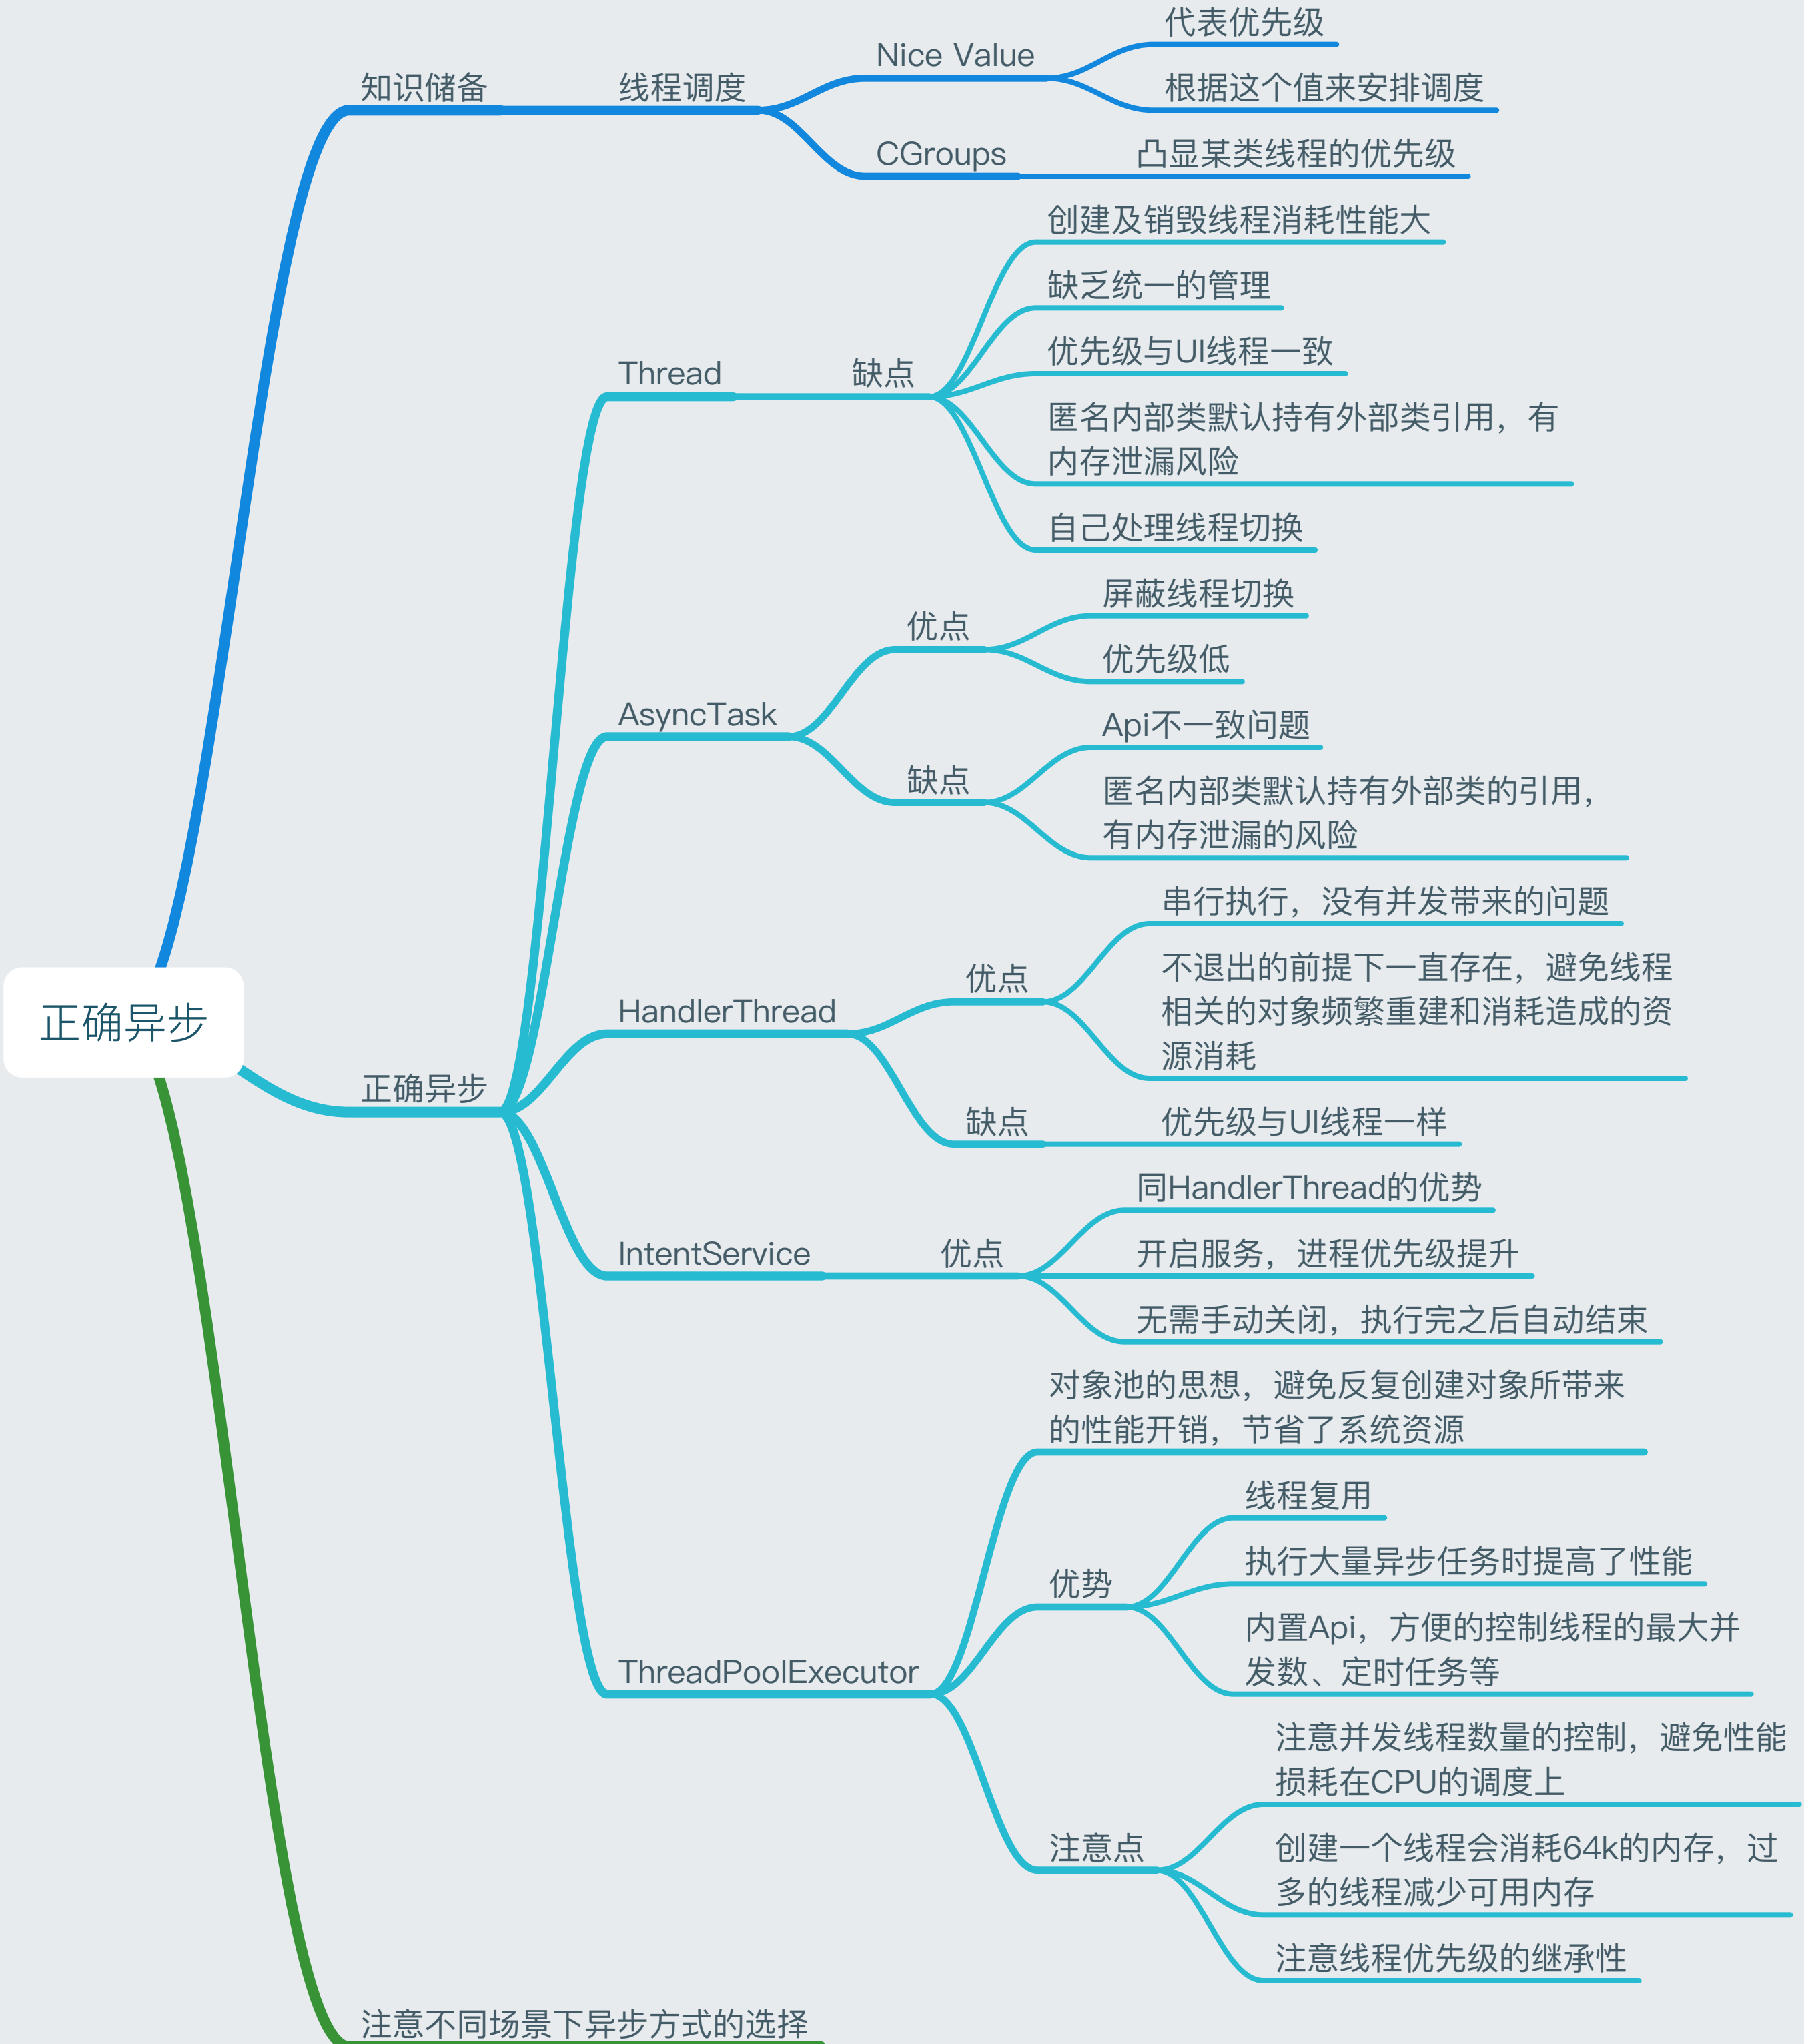 代表优先级
Nice Value
根据这个值来安排调度
知识储备
线程调度
CGroups
凸显某类线程的优先级
创建及销毁线程消耗性能大
缺乏统一的管理
优先级与UI线程一致
Thread
缺点
匿名内部类默认持有外部类引用，有
内存泄漏风险
自己处理线程切换
屏蔽线程切换
优点
优先级低
AsyncTask
Api不一致问题
缺点
匿名内部类默认持有外部类的引用，
有内存泄漏的风险
串行执行，没有并发带来的问题
优点
不退出的前提下一直存在，避免线程
相关的对象频繁重建和消耗造成的资
源消耗
HandlerThread
正确异步
正确异步
缺点
优先级与UI线程一样
同HandlerThread的优势
IntentService
优点
开启服务，进程优先级提升
无需手动关闭，执行完之后自动结束
对象池的思想，避免反复创建对象所带来
的性能开销，节省了系统资源
线程复用
优势
执行大量异步任务时提高了性能
内置Api，方便的控制线程的最大并
发数、定时任务等
ThreadPoolExecutor
注意并发线程数量的控制，避免性能
损耗在CPU的调度上
注意点
创建一个线程会消耗64k的内存，过
多的线程减少可用内存
注意线程优先级的继承性
注意不同场景下异步方式的选择